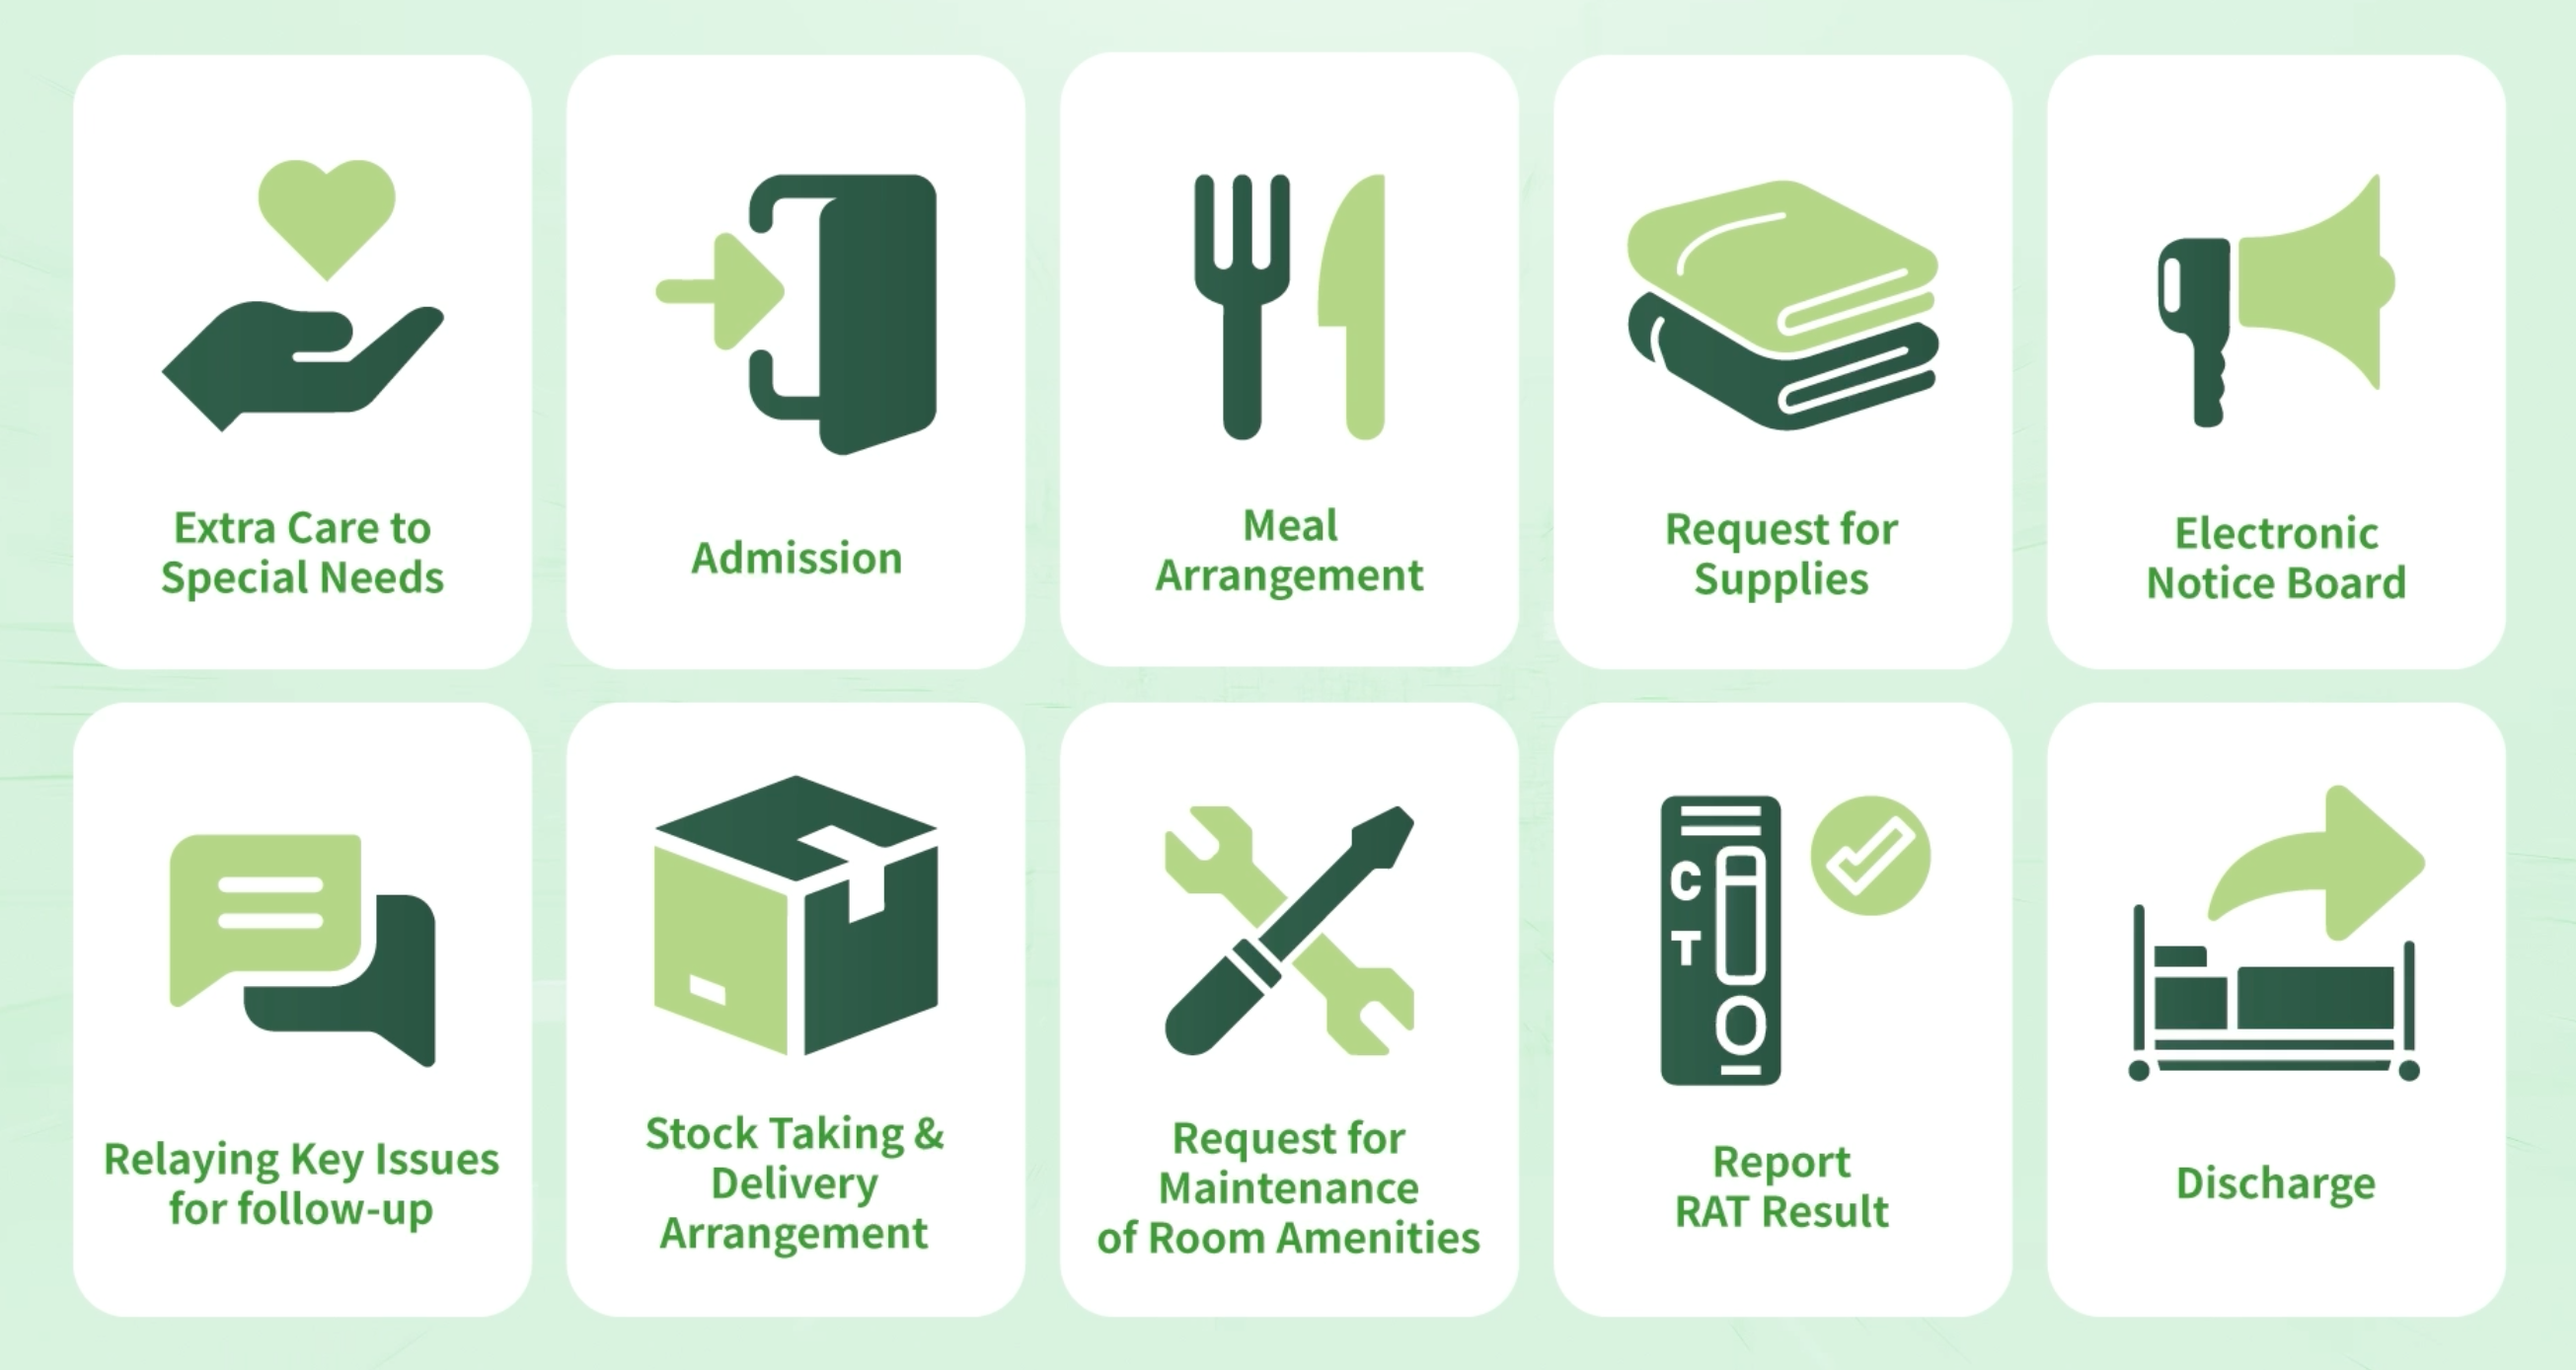 Extra Care to
Special Needs
Admission
Meal
Arrangement
Request for
Supplies
Electronic
Notice Board
Relaying Key Issues
for follow-up
Stock Taking &
Delivery
Arrangement
Request for
Maintenance
of Room Amenities
C
T
Report
RAT Result
Discharge